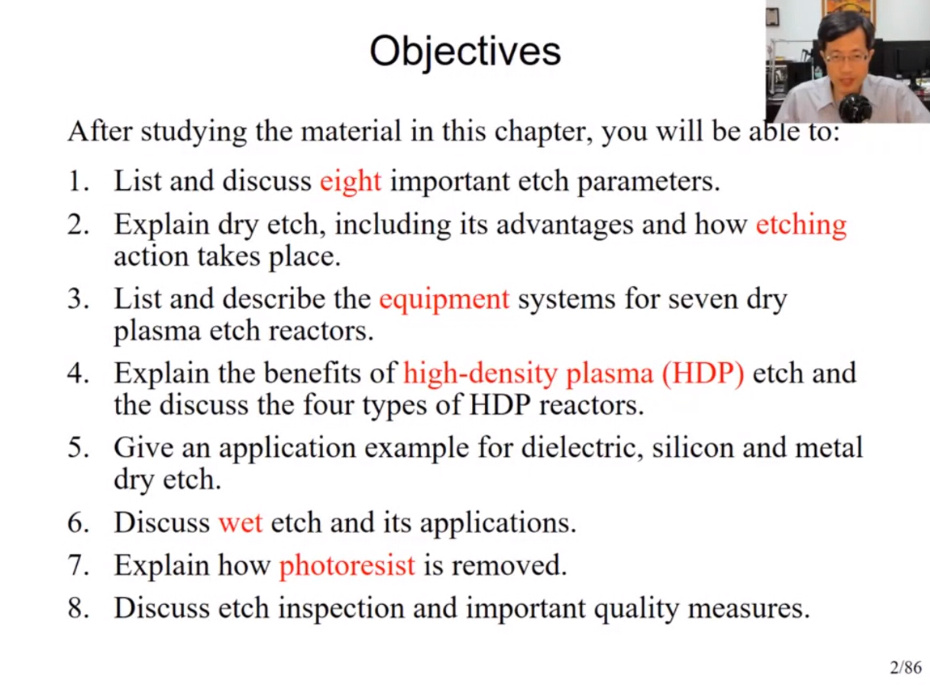 Objectives
After studying the material in this chapter, you will be able to:
1. List and discuss eight important etch parameters.
2. Explain dry etch, including its advantages and how etching
action takes place.
3. List and describe the equipment systems for seven dry
plasma etch reactors.
4. Explain the benefits of high-density plasma (HDP) etch and
the discuss the four types of HDP reactors.
5. Give an application example for dielectric, silicon and metal
dry etch.
6. Discuss wet etch and its applications.
7. Explain how photoresist is removed.
8. Discuss etch inspection and important quality measures.
2/86